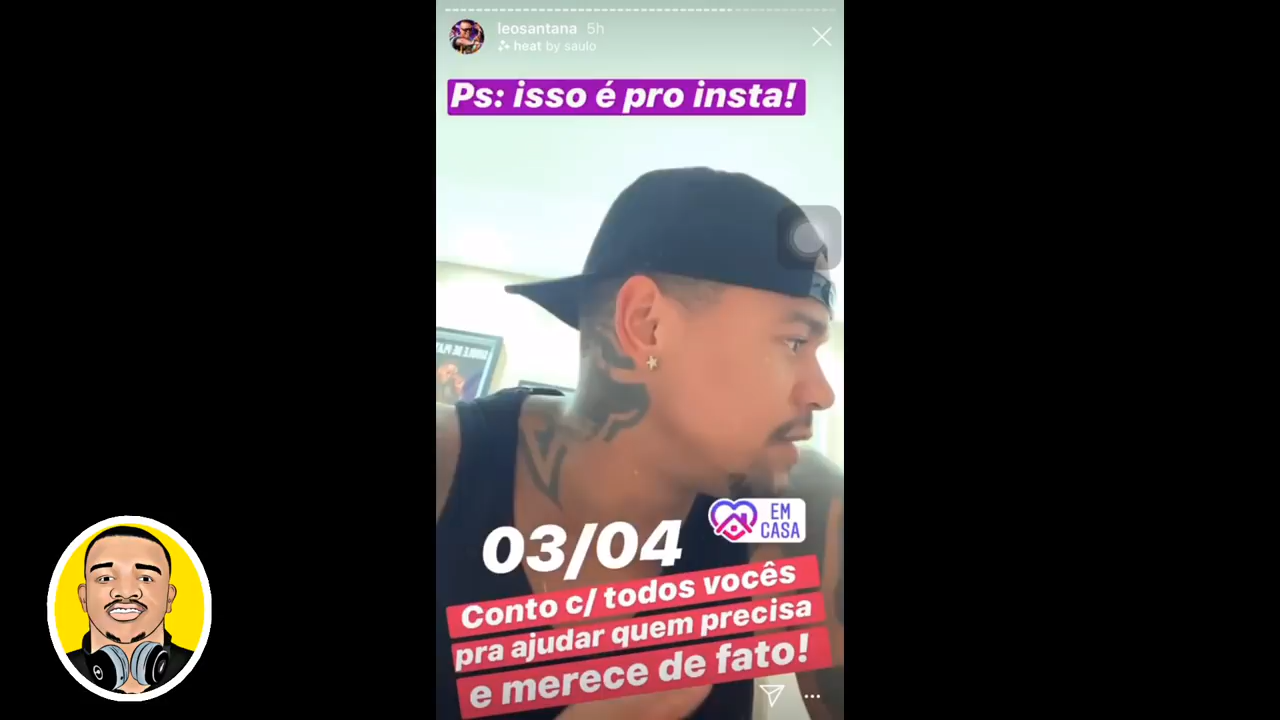 leosantana 5h
heat by saulo
Ps: isso é pro insta!
EM
CASA
03/04
Conto c/ todos vocês
pra ajudar quem precisa
e merece de fato!